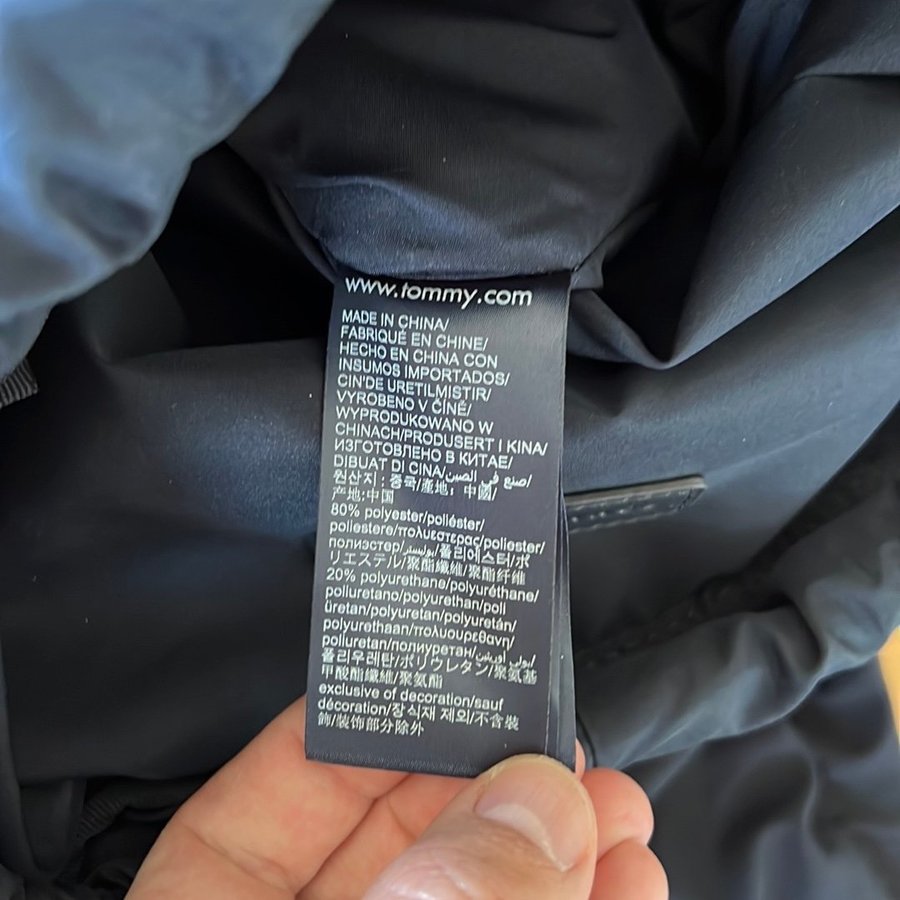 www.tommy.com
MADE IN CHINA/
FABRIQUÉ EN CHINE/
HECHO EN CHINA CON
INSUMOS IMPORTADOS/
CIN'DE URETILMISTIR/
VYROBENO V ČÍNĚ/
WYPRODUKOWANO W
CHINACH/PRODUSERT I KINA/
ИЗГОТОВЛЕНО В КИТАЕ/
DIBUAT DI CINA/صنع في الصين/
원산지: 중국/產地: 中國/
产地:中国
80% polyester/poliéster/
poliestere/πολυεστερας/poliester/
полиэстер/بوليستر/폴리에스터/ポ
リエステル/聚酯纖維/聚酯纤维
20% polyurethane/polyuréthane/
poliuretano/polyurethan/poli
üretan/polyuretan/polyuretán/
polyurethaan/πολυουρεθανη/
poliuretan/полиуретан/بولي اوريثين/
폴리우레탄/ポリウレタン/聚氨基
甲酸酯纖維/聚氨酯
exclusive of decoration/sauf
décoration/장식재 제외/不含裝
飾/装饰部分除外